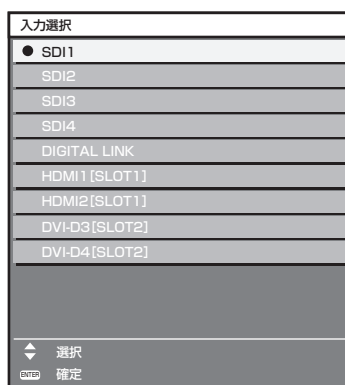 入力選択
SDI1
SDI2
SDI3
SDI4
DIGITAL LINK
HDMI1[SLOT1]
HDMI2[SLOT1]
DVI-D3[SLOT2]
DVI-D4[SLOT2]
選択
ENTER 確定